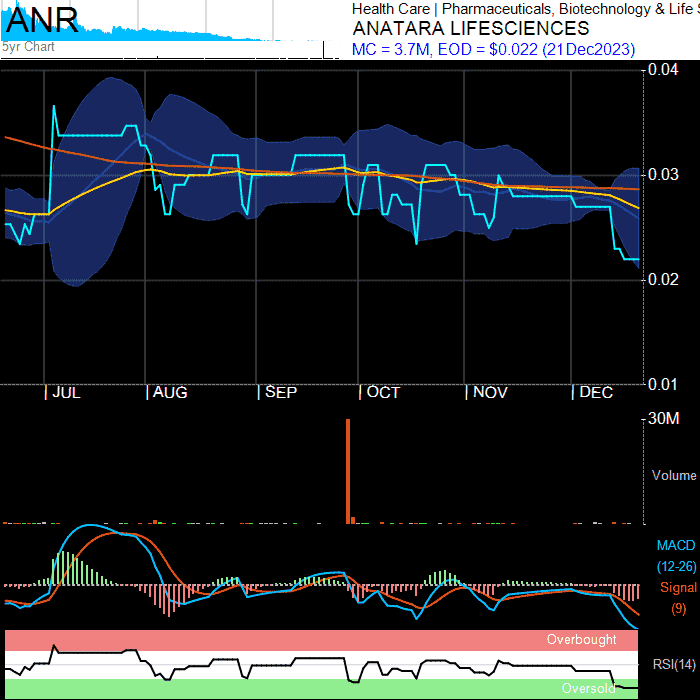 ANR
5yr Chart
Health Care | Pharmaceuticals, Biotechnology & Life S
ANATARA LIFESCIENCES
MC = 3.7M, EOD = $0.022 (21Dec2023)
0.04
0.03
0.02
0.01
| JUL | AUG | SEP | OCT | NOV | DEC
30M
Volume
MACD
(12-26)
Signal
(9)
Overbought
RSI(14)
Oversold